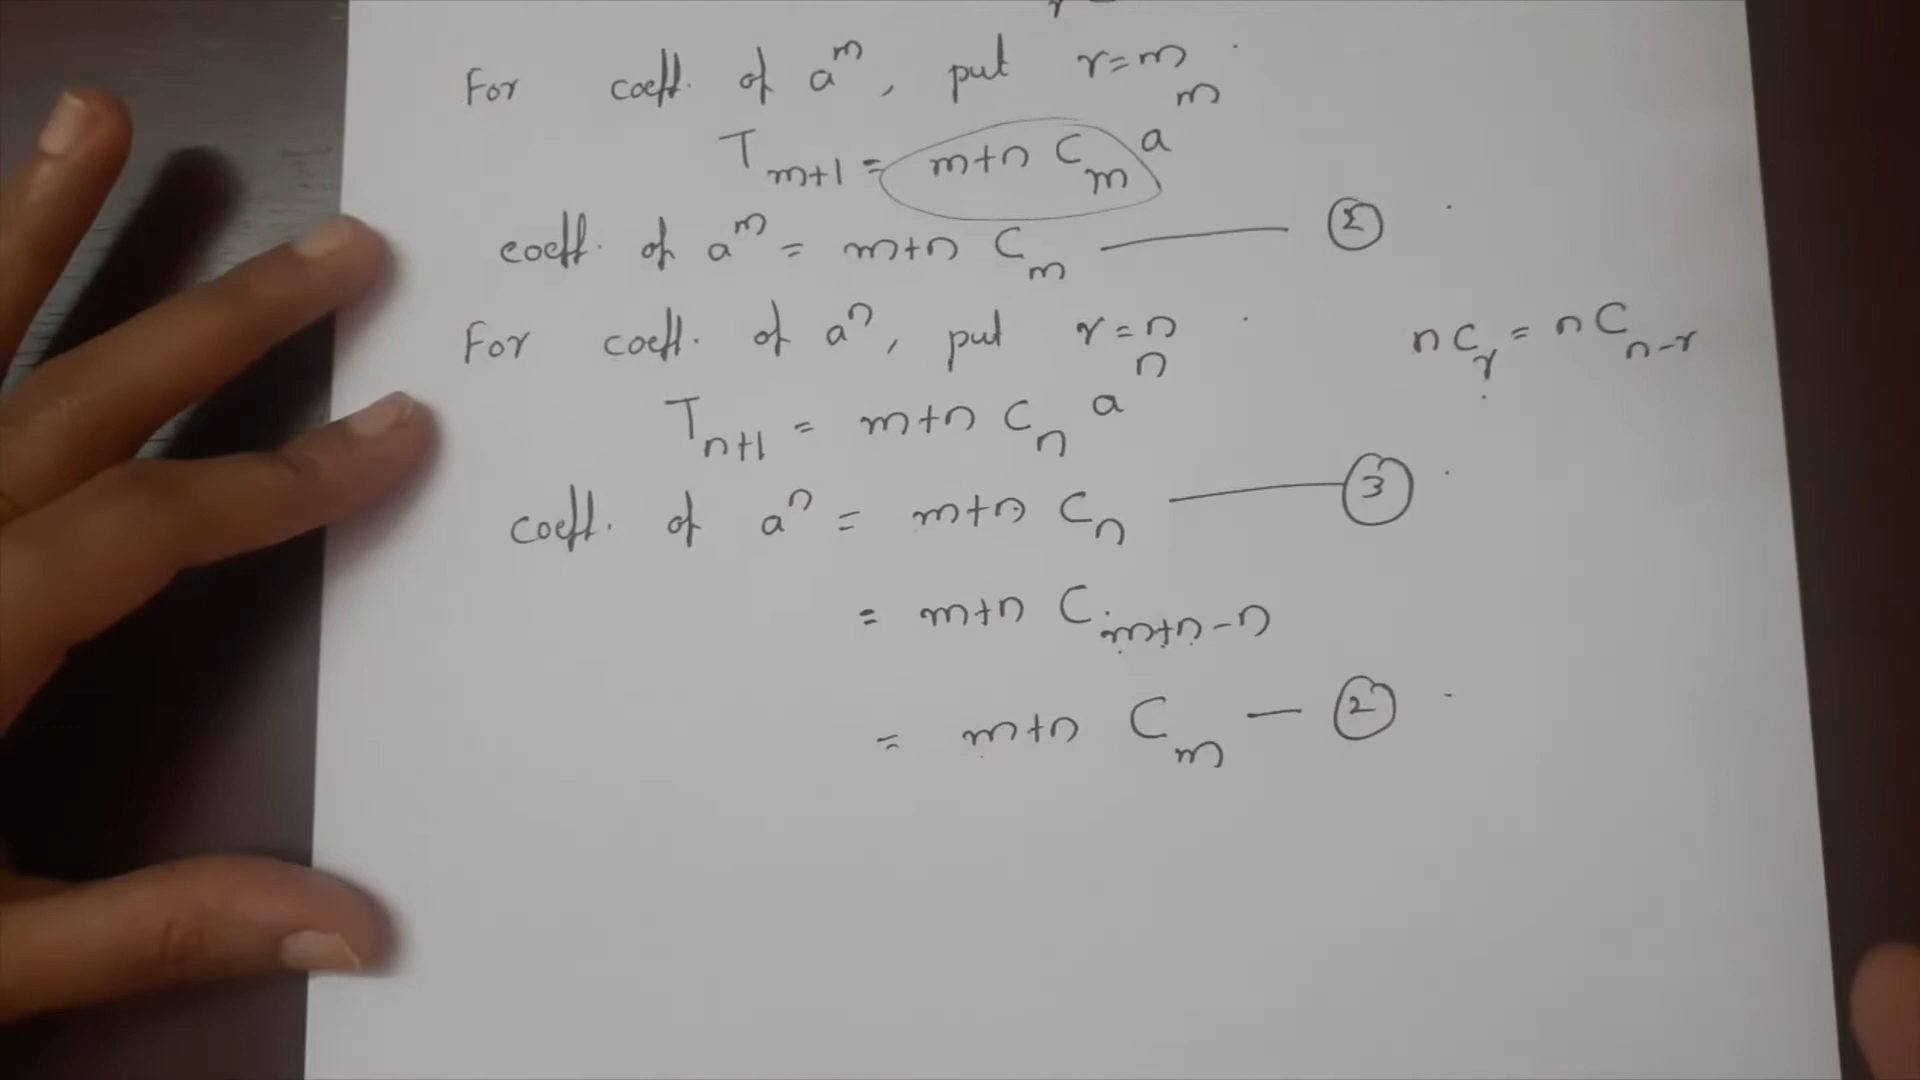 For coeff. of a^m, put r=m
T_{m+1} = m+n C_m a^m
coeff. of a^m = m+n C_m —— ②
For coeff. of a^n, put r=n
nC_r = nC_{n-r}
T_{n+1} = m+n C_n a^n
coeff. of a^n = m+n C_n —— ③
= m+n C_{m+n-n}
= m+n C_m — ②